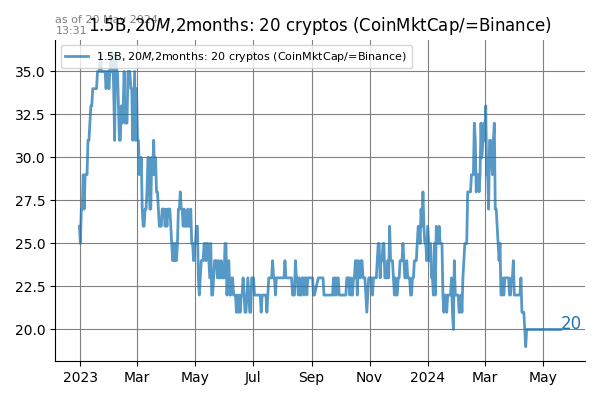 as of 20 May 2024
13:31
1.5B, 20M,2months: 20 cryptos (CoinMktCap/=Binance)
1.5B, 20M,2months: 20 cryptos (CoinMktCap/=Binance)
35.0
32.5
30.0
27.5
25.0
22.5
20.0
20
2023 Mar May Jul Sep Nov 2024 Mar May